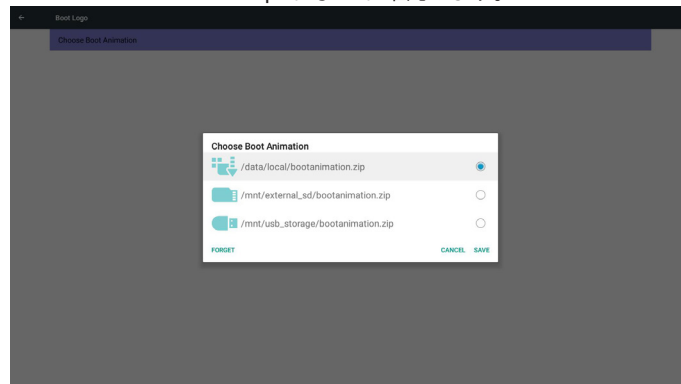 Boot Logo
Choose Boot Animation
Choose Boot Animation
/data/local/bootanimation.zip
/mnt/external_sd/bootanimation.zip
/mnt/usb_storage/bootanimation.zip
FORGET CANCEL SAVE